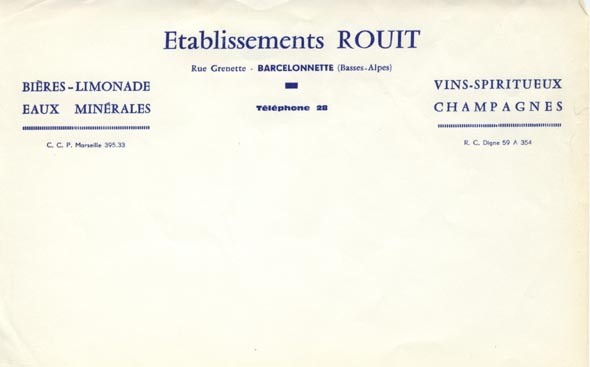 Etablissements ROUIT
Rue Grenette - BARCELONNETTE (Basses-Alpes)
Téléphone 28
BIÈRES-LIMONADE
EAUX MINÉRALES
C. C. P. Marseille 395.33
VINS-SPIRITUEUX
CHAMPAGNES
R. C. Digne 59 A 354